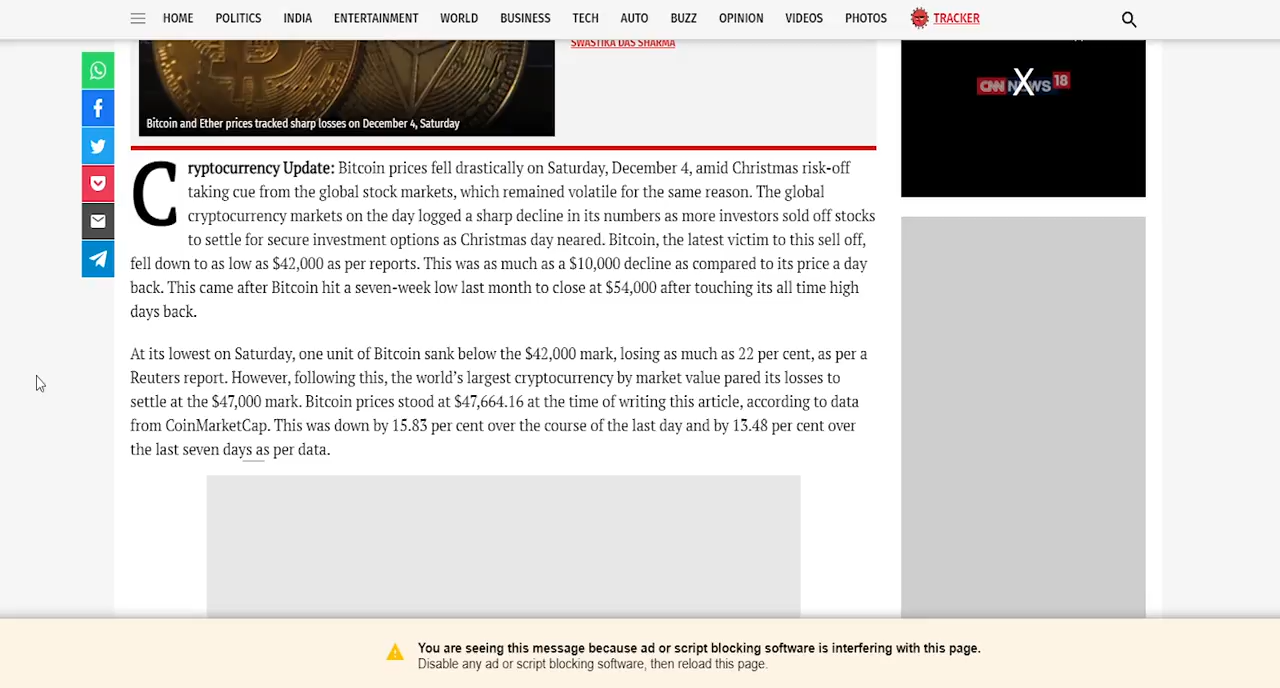 HOME POLITICS INDIA ENTERTAINMENT WORLD BUSINESS TECH AUTO BUZZ OPINION VIDEOS PHOTOS TRACKER
SWASTIKA DAS SHARMA
CNN NEWS 18
X
Bitcoin and Ether prices tracked sharp losses on December 4, Saturday
Cryptocurrency Update: Bitcoin prices fell drastically on Saturday, December 4, amid Christmas risk-off
taking cue from the global stock markets, which remained volatile for the same reason. The global
cryptocurrency markets on the day logged a sharp decline in its numbers as more investors sold off stocks
to settle for secure investment options as Christmas day neared. Bitcoin, the latest victim to this sell off,
fell down to as low as $42,000 as per reports. This was as much as a $10,000 decline as compared to its price a day
back. This came after Bitcoin hit a seven-week low last month to close at $54,000 after touching its all time high
days back.
At its lowest on Saturday, one unit of Bitcoin sank below the $42,000 mark, losing as much as 22 per cent, as per a
Reuters report. However, following this, the world's largest cryptocurrency by market value pared its losses to
settle at the $47,000 mark. Bitcoin prices stood at $47,664.16 at the time of writing this article, according to data
from CoinMarketCap. This was down by 15.83 per cent over the course of the last day and by 13.48 per cent over
the last seven days as per data.
You are seeing this message because ad or script blocking software is interfering with this page.
Disable any ad or script blocking software, then reload this page.